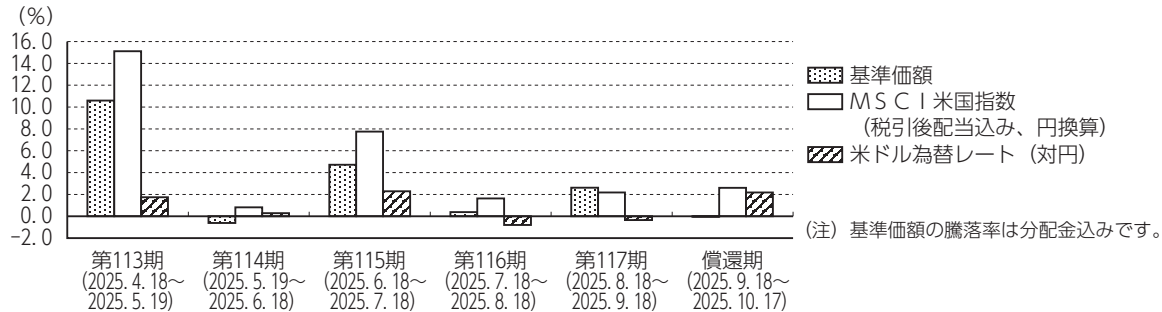 (%)
16.0
14.0
12.0
10.0
8.0
6.0
4.0
2.0
0.0
-2.0
基準価額
ＭＳＣＩ米国指数
（税引後配当込み、円換算）
米ドル為替レート（対円）
（注）基準価額の騰落率は分配金込みです。
第113期
(2025. 4. 18～
2025. 5. 19)
第114期
(2025. 5. 19～
2025. 6. 18)
第115期
(2025. 6. 18～
2025. 7. 18)
第116期
(2025. 7. 18～
2025. 8. 18)
第117期
(2025. 8. 18～
2025. 9. 18)
償還期
(2025. 9. 18～
2025. 10. 17)